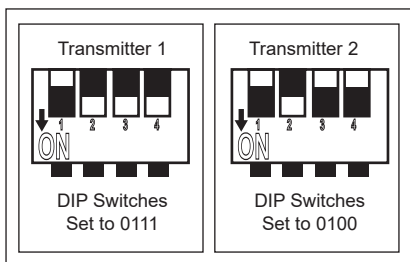 Transmitter 1
1 2 3 4
ON
DIP Switches
Set to 0111
Transmitter 2
1 2 3 4
ON
DIP Switches
Set to 0100